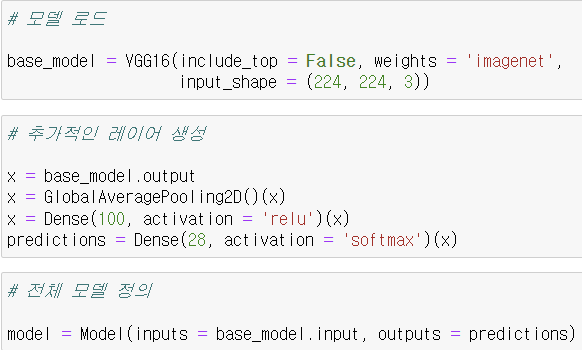 # 모델 로드
base_model = VGG16(include_top = False, weights = 'imagenet',
input_shape = (224, 224, 3))
# 추가적인 레이어 생성
x = base_model.output
x = GlobalAveragePooling2D()(x)
x = Dense(100, activation = 'relu')(x)
predictions = Dense(28, activation = 'softmax')(x)
# 전체 모델 정의
model = Model(inputs = base_model.input, outputs = predictions)